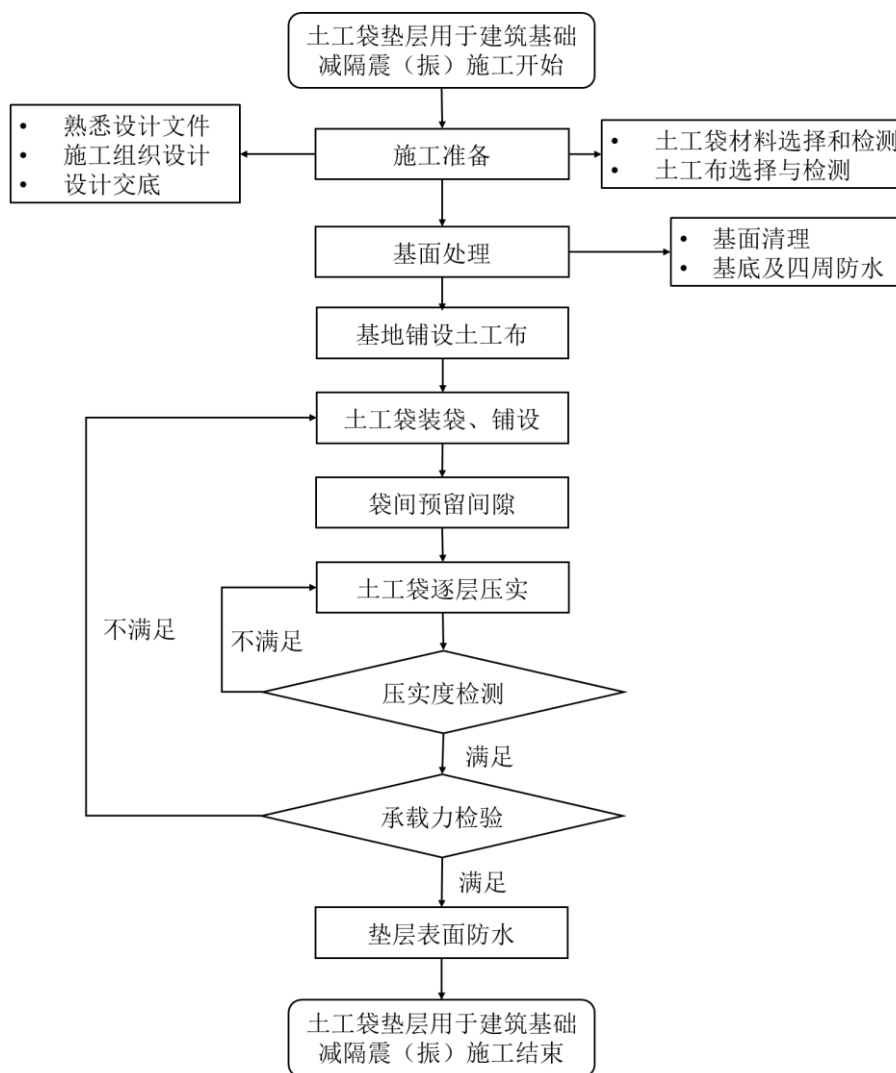 土工袋垫层用于建筑基础
减隔震（振）施工开始
• 熟悉设计文件
• 施工组织设计
• 设计交底
施工准备
• 土工袋材料选择和检测
• 土工布选择与检测
基面处理
• 基面清理
• 基底及四周防水
基地铺设土工布
土工袋装袋、铺设
袋间预留间隙
土工袋逐层压实
不满足
不满足
压实度检测
满足
承载力检验
满足
垫层表面防水
土工袋垫层用于建筑基础
减隔震（振）施工结束